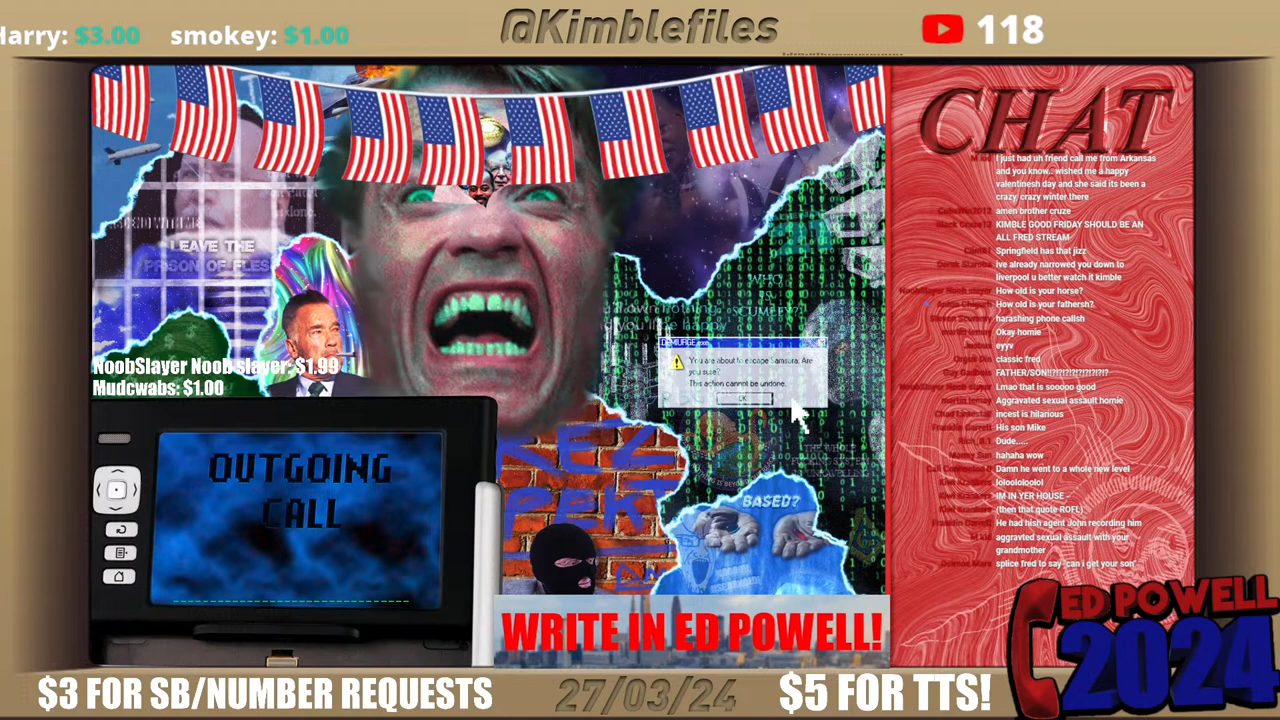 Harry: $3.00 smokey: $1.00
@Kimblefiles
118
CHAT
I just had uh friend call me from Arkansas
and you know.. wished me a happy
valentinesh day and she said its been a
crazy, crazy winter there
amen brother cruze
KIMBLE GOOD FRIDAY SHOULD BE AN
ALL FRED STREAM
Springfield has that jizz
ive already narrowed you down to
liverpool u better watch it kimble
How old is your horse?
How old is your fathersh?
harashing phone callsh
Okay homie
eyyv
classic fred
FATHER/SON!!?!?!?!?!?!?!?!?!?
Lmao that is sooooo good
Aggravated sexual assault homie
incest is hilarious
His son Mike
Dude.....
hahaha wow
Damn he went to a whole new level
loloololoolol
IM IN YER HOUSE –
(then that quote ROFL)
He had hish agent John recording him
aggravted sexual assault with your
grandmother
splice fred to say "can i get your son"
LEAVE THE
PRISON OF FLES
NoobSlayer Noob slayer: $1.99
Mudcwabs: $1.00
DEMIURGE.exe
You are about to escape Samsara. Are
you sure?
This action cannot be undone.
OK
BASED?
OUTGOING
CALL
WRITE IN ED POWELL!
ED POWELL
2024
$3 FOR SB/NUMBER REQUESTS
27/03/24
$5 FOR TTS!